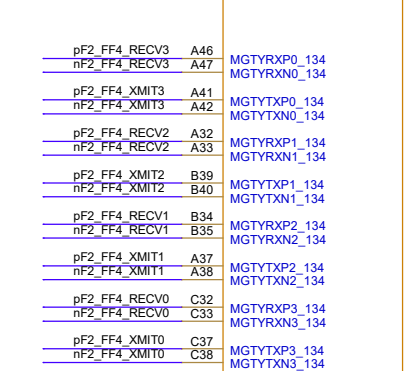 pF2_FF4_RECV3 A46 MGTYRXP0_134
nF2_FF4_RECV3 A47 MGTYRXN0_134
pF2_FF4_XMIT3 A41 MGTYTXP0_134
nF2_FF4_XMIT3 A42 MGTYTXN0_134
pF2_FF4_RECV2 A32 MGTYRXP1_134
nF2_FF4_RECV2 A33 MGTYRXN1_134
pF2_FF4_XMIT2 B39 MGTYTXP1_134
nF2_FF4_XMIT2 B40 MGTYTXN1_134
pF2_FF4_RECV1 B34 MGTYRXP2_134
nF2_FF4_RECV1 B35 MGTYRXN2_134
pF2_FF4_XMIT1 A37 MGTYTXP2_134
nF2_FF4_XMIT1 A38 MGTYTXN2_134
pF2_FF4_RECV0 C32 MGTYRXP3_134
nF2_FF4_RECV0 C33 MGTYRXN3_134
pF2_FF4_XMIT0 C37 MGTYTXP3_134
nF2_FF4_XMIT0 C38 MGTYTXN3_134